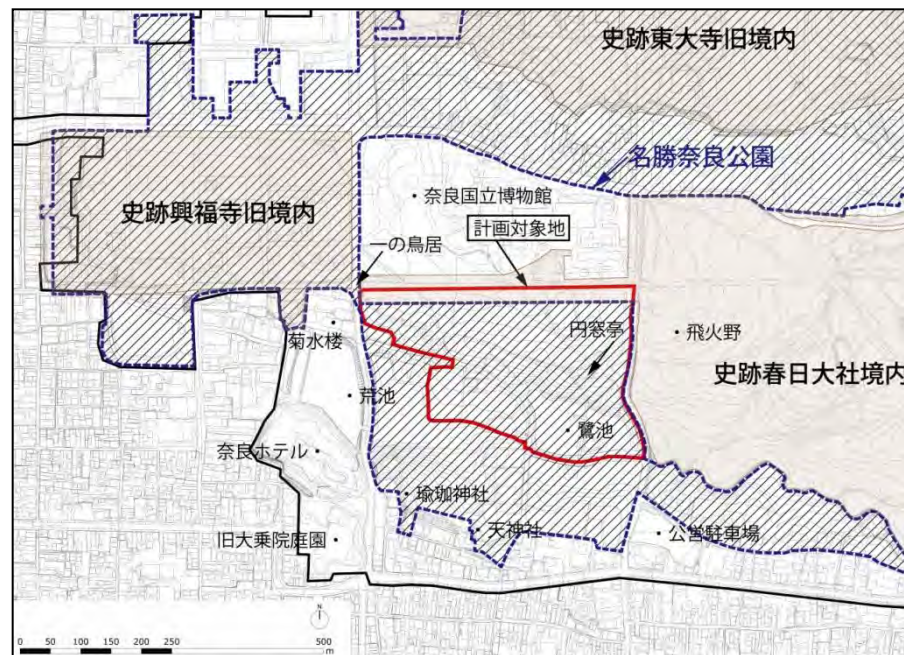 史跡東大寺旧境内
名勝奈良公園
・奈良国立博物館
史跡興福寺旧境内
計画対象地
一の鳥居
円窓亭
・飛火野
菊水楼
史跡春日大社境内
荒池
・鷺池
奈良ホテル
・瑜珈神社
旧大乗院庭園
天神社
・公営駐車場
N
0 50 100 150 200 250 500
m